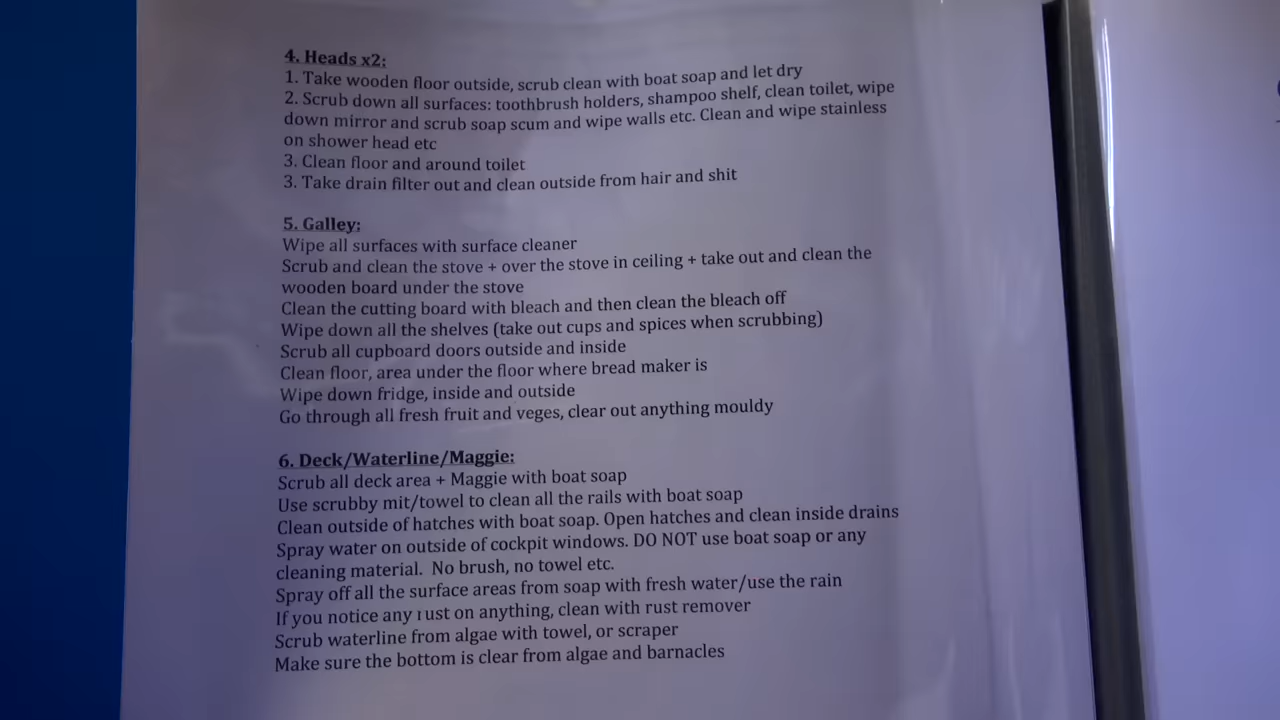 4. Heads x2:
1. Take wooden floor outside, scrub clean with boat soap and let dry
2. Scrub down all surfaces: toothbrush holders, shampoo shelf, clean toilet, wipe
down mirror and scrub soap scum and wipe walls etc. Clean and wipe stainless
on shower head etc
3. Clean floor and around toilet
3. Take drain filter out and clean outside from hair and shit
5. Galley:
Wipe all surfaces with surface cleaner
Scrub and clean the stove + over the stove in ceiling + take out and clean the
wooden board under the stove
Clean the cutting board with bleach and then clean the bleach off
Wipe down all the shelves (take out cups and spices when scrubbing)
Scrub all cupboard doors outside and inside
Clean floor, area under the floor where bread maker is
Wipe down fridge, inside and outside
Go through all fresh fruit and veges, clear out anything mouldy
6. Deck/Waterline/Maggie:
Scrub all deck area + Maggie with boat soap
Use scrubby mit/towel to clean all the rails with boat soap
Clean outside of hatches with boat soap. Open hatches and clean inside drains
Spray water on outside of cockpit windows. DO NOT use boat soap or any
cleaning material.  No brush, no towel etc.
Spray off all the surface areas from soap with fresh water/use the rain
If you notice any rust on anything, clean with rust remover
Scrub waterline from algae with towel, or scraper
Make sure the bottom is clear from algae and barnacles